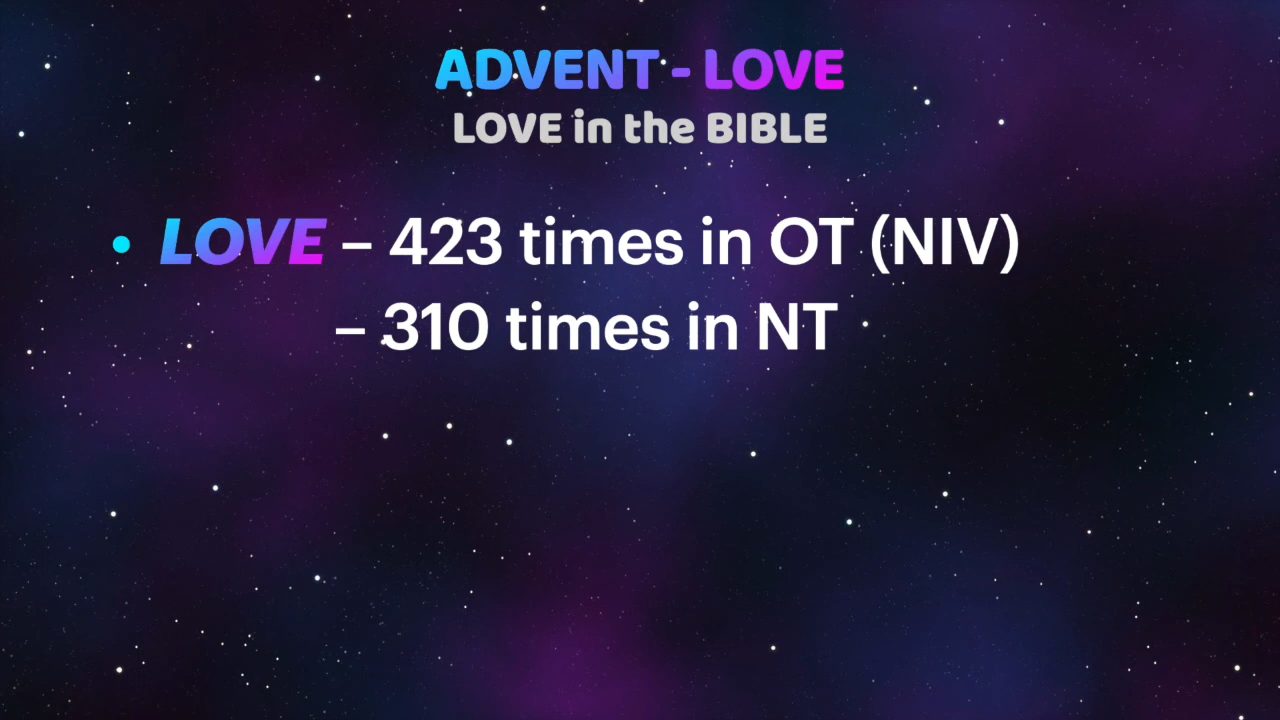 ADVENT - LOVE
LOVE in the BIBLE
• LOVE – 423 times in OT (NIV)
– 310 times in NT